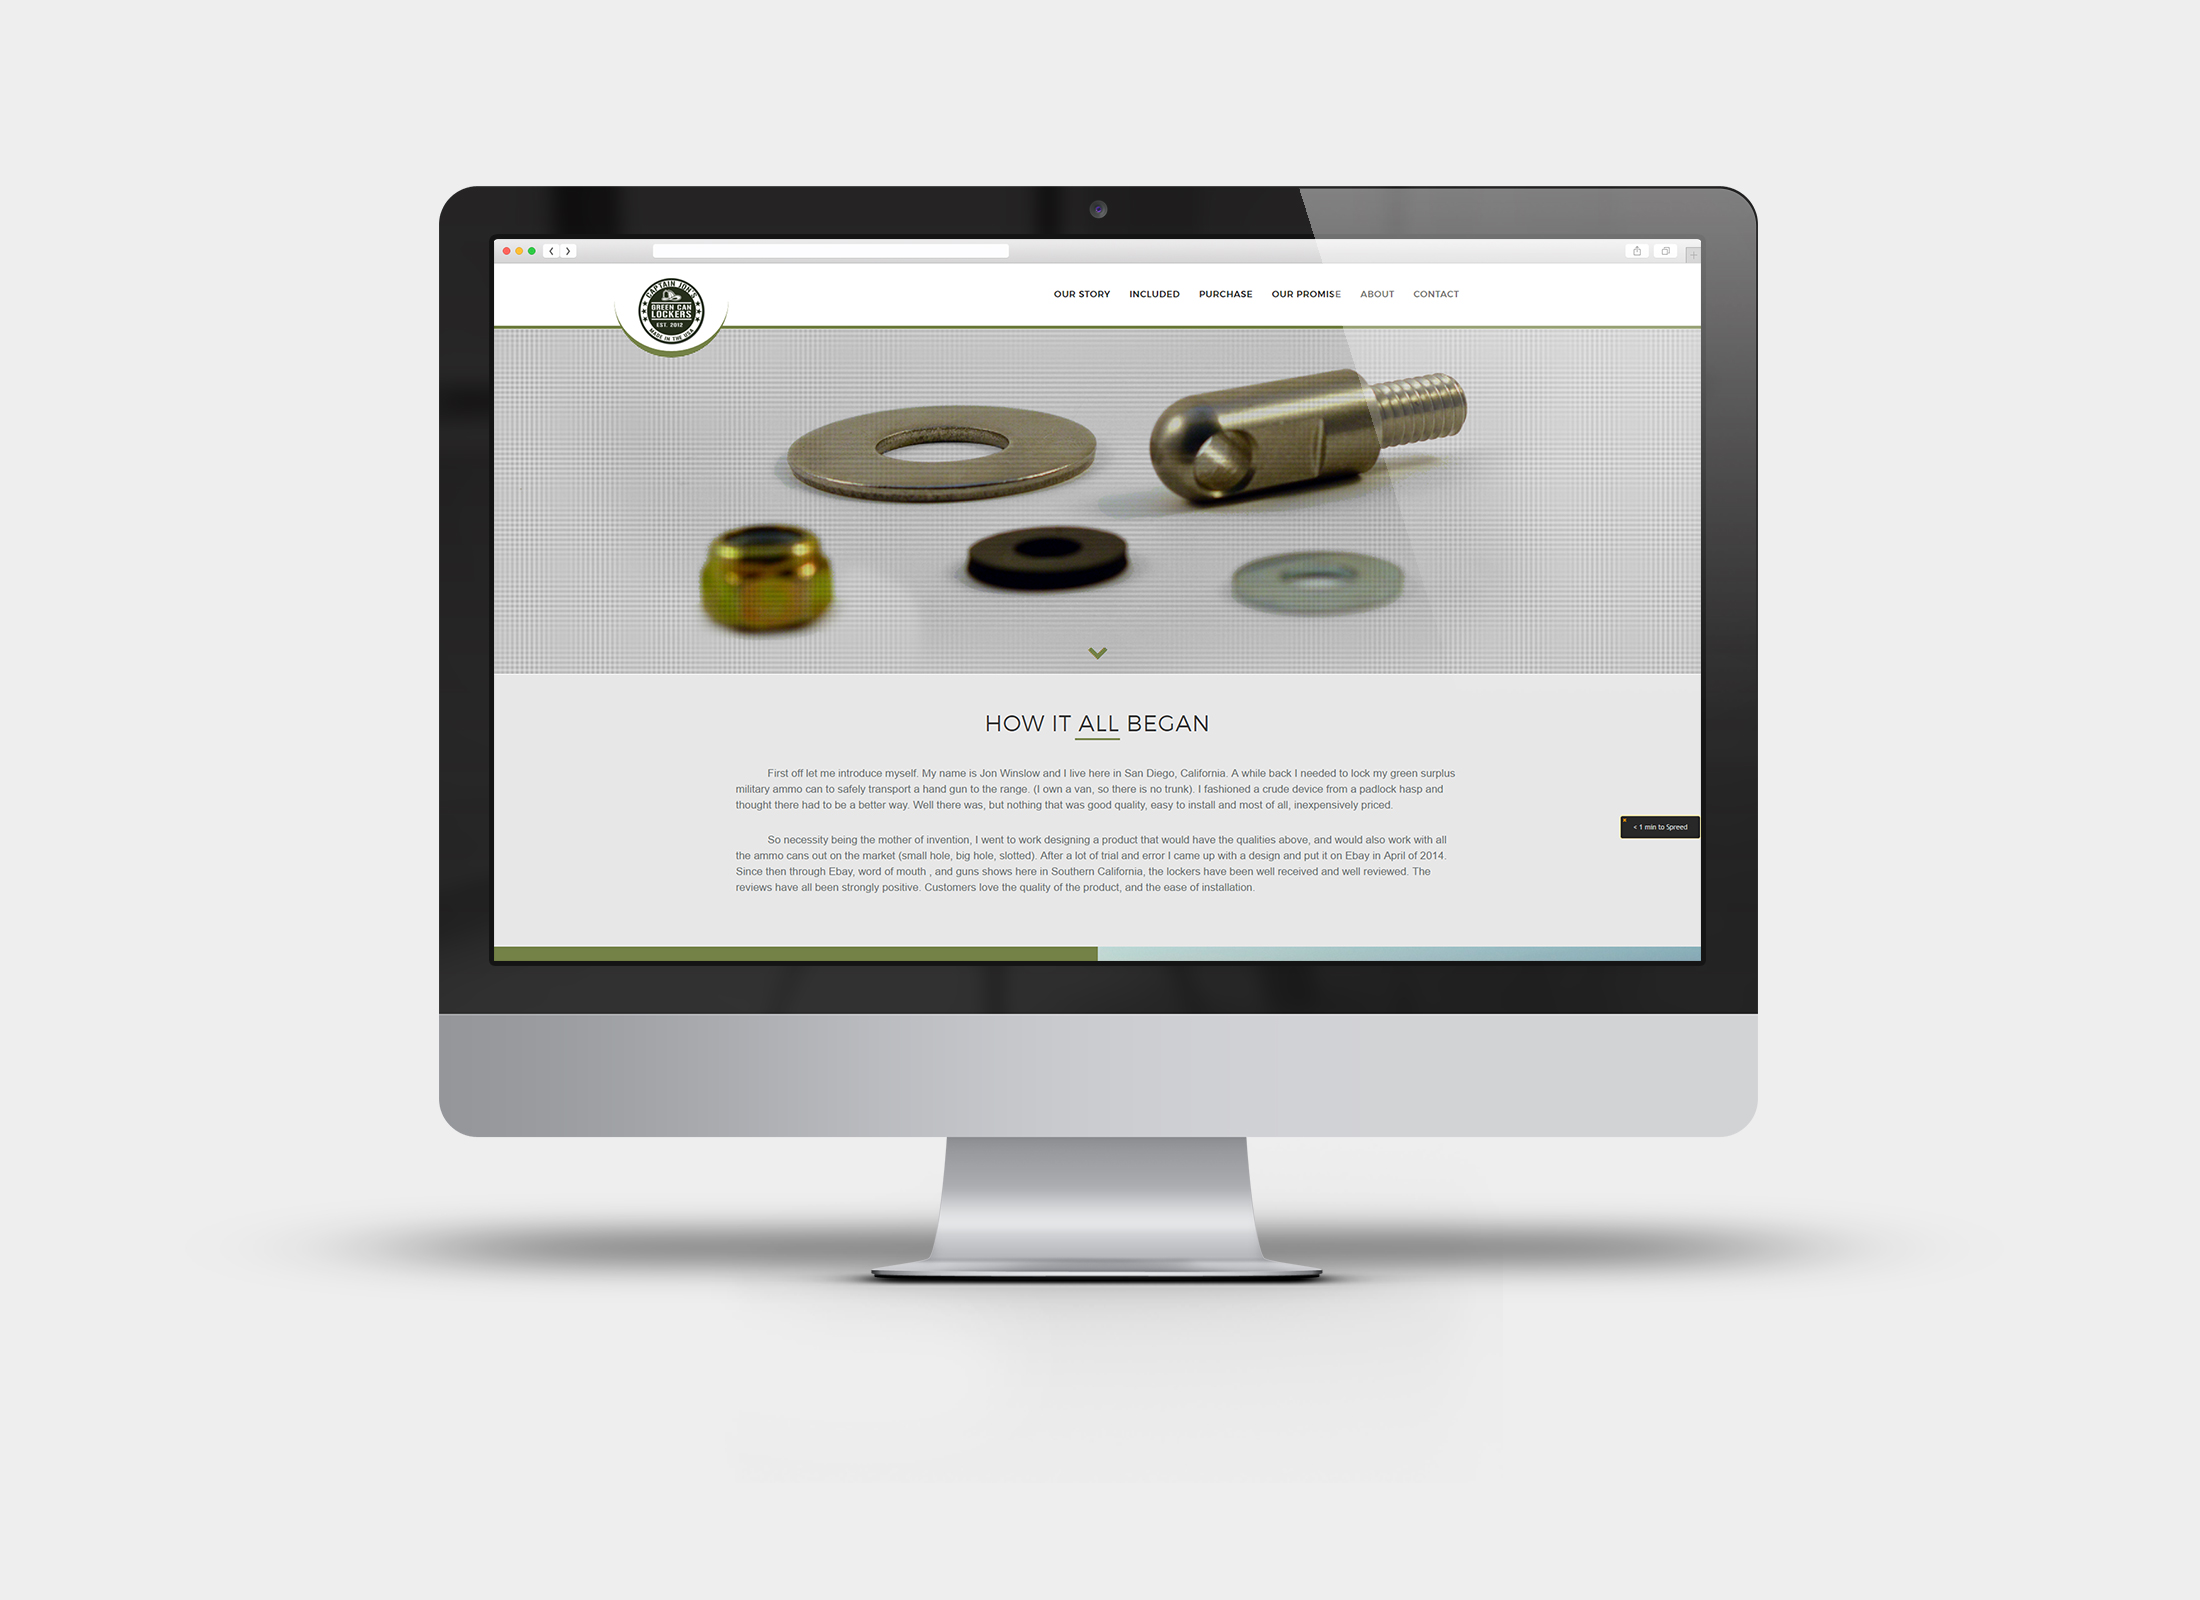 CAPTAIN JON'S
GREEN CAN
LOCKERS
EST. 2012
MADE IN THE USA
OUR STORY INCLUDED PURCHASE OUR PROMISE ABOUT CONTACT
HOW IT ALL BEGAN
First off let me introduce myself. My name is Jon Winslow and I live here in San Diego, California. A while back I needed to lock my green surplus
military ammo can to safely transport a hand gun to the range. (I own a van, so there is no trunk). I fashioned a crude device from a padlock hasp and
thought there had to be a better way. Well there was, but nothing that was good quality, easy to install and most of all, inexpensively priced.
So necessity being the mother of invention, I went to work designing a product that would have the qualities above, and would also work with all
the ammo cans out on the market (small hole, big hole, slotted). After a lot of trial and error I came up with a design and put it on Ebay in April of 2014.
Since then through Ebay, word of mouth , and guns shows here in Southern California, the lockers have been well received and well reviewed. The
reviews have all been strongly positive. Customers love the quality of the product, and the ease of installation.
< 1 min to Spreed